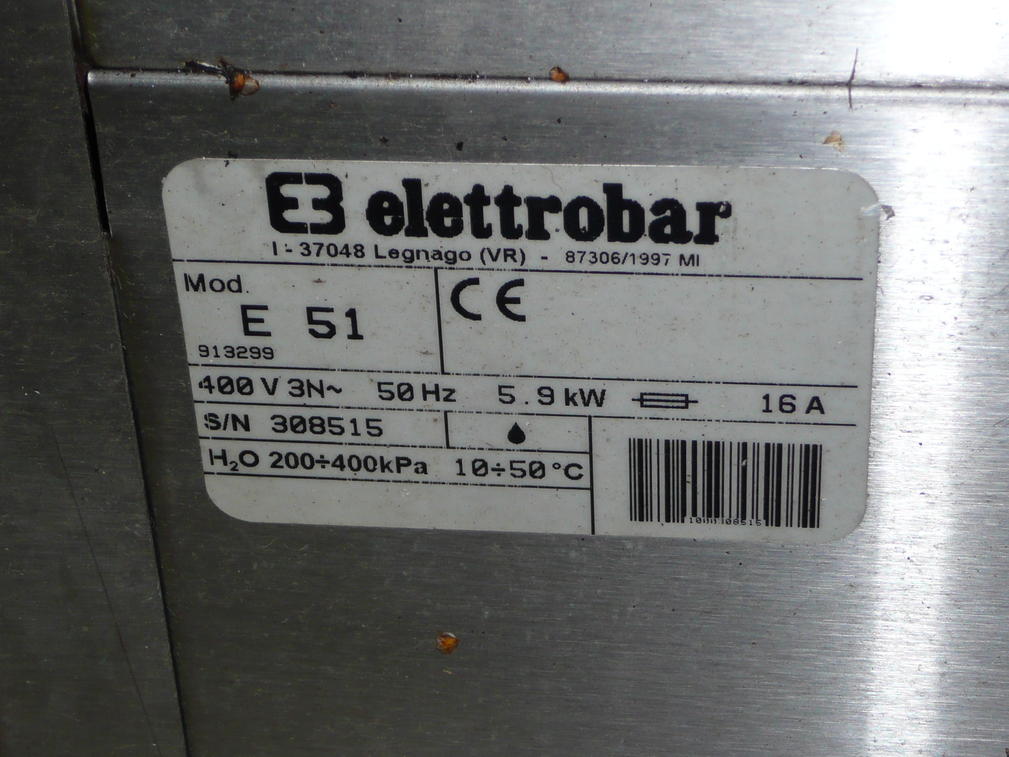 elettrobar
I - 37048 Legnago (VR) - 87306/1997 MI
Mod.
E 51
913299
CE
400 V 3N~ 50 Hz 5.9 kW 16 A
S/N 308515
H₂O 200÷400kPa 10÷50 °C